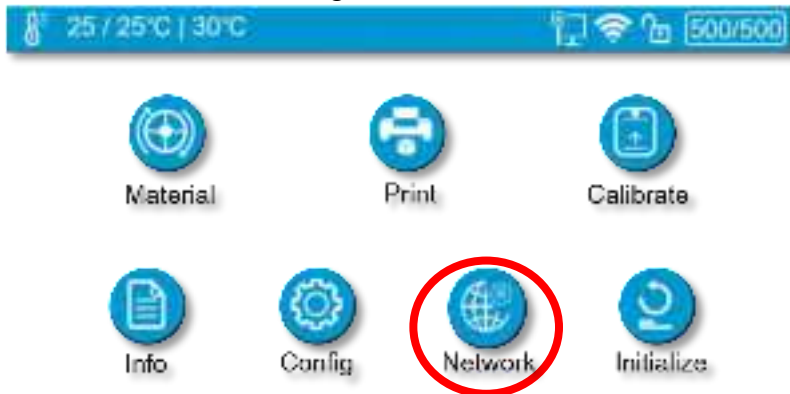 25 / 25°C | 30°C 500/500
Material Print Calibrate
Info Config Network Initialize